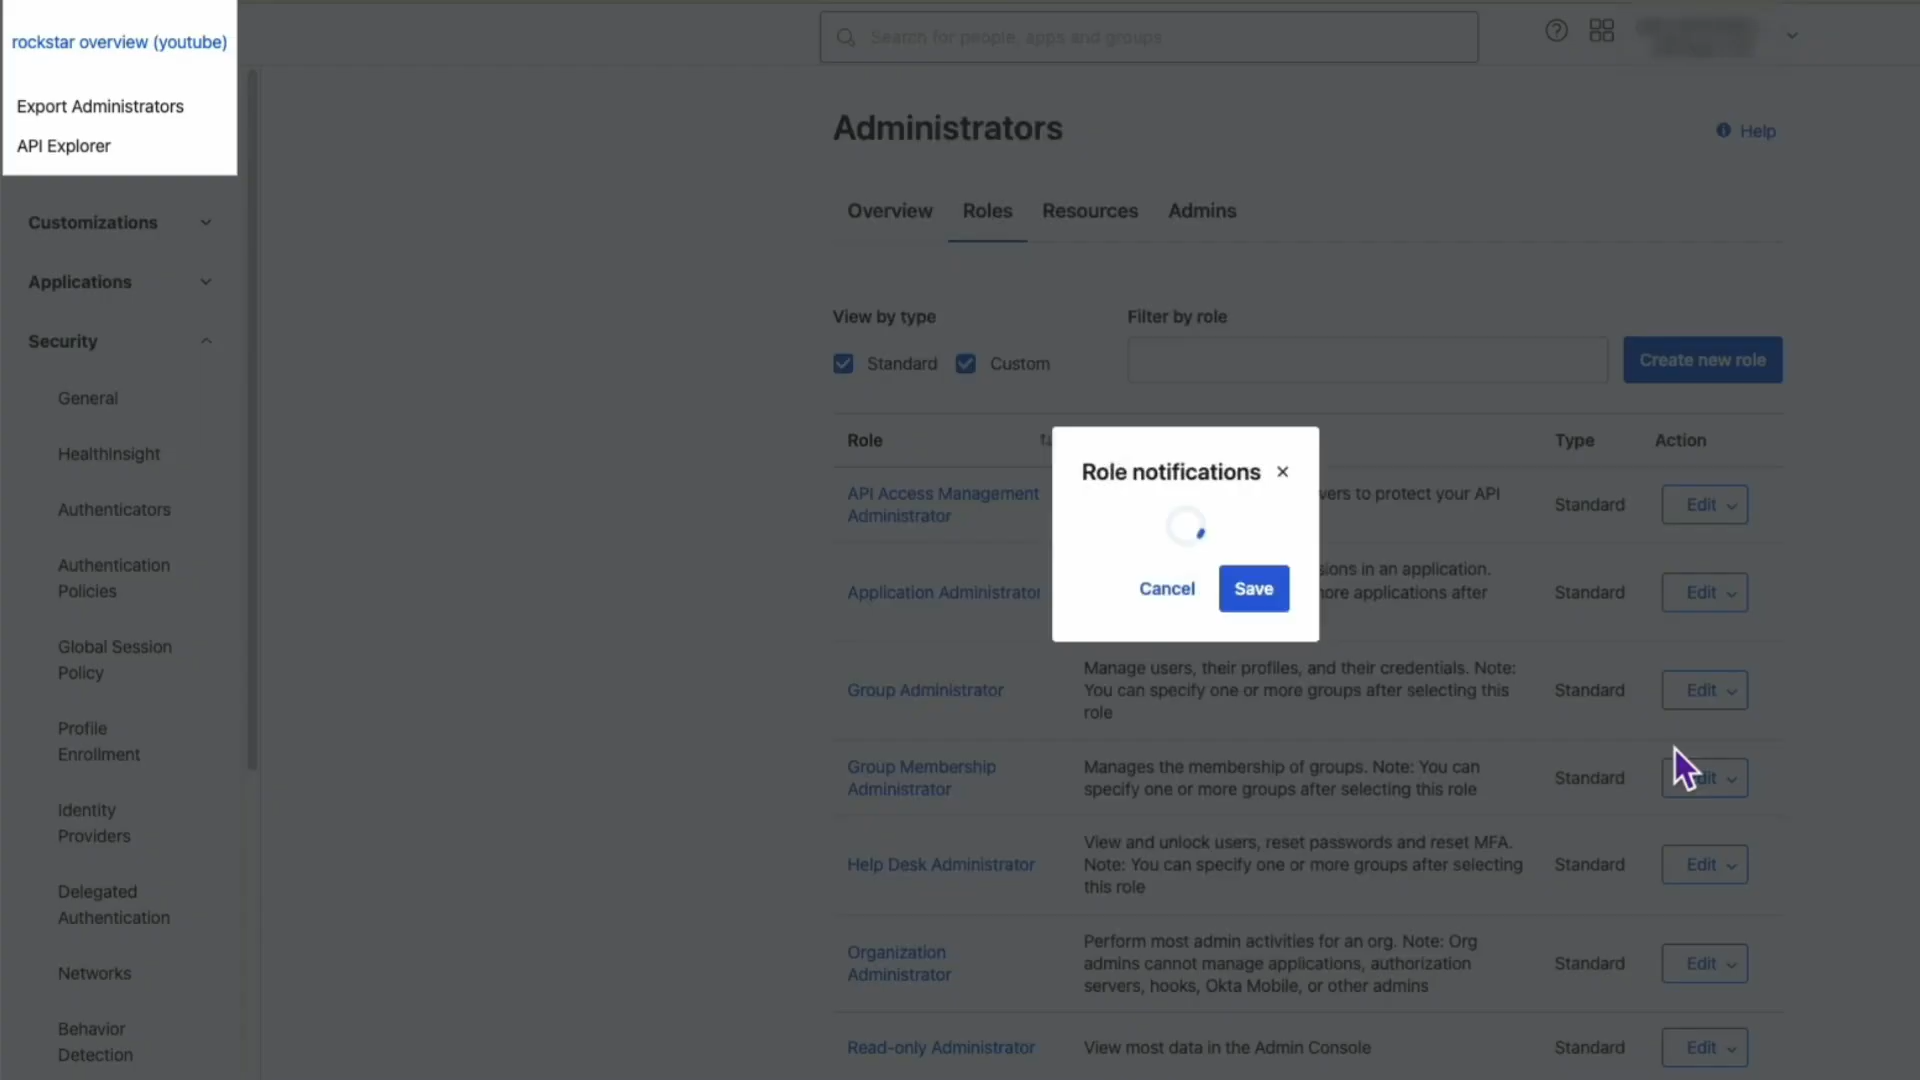 rockstar overview (youtube)
Export Administrators
API Explorer
Search for people, apps and groups
Customizations
Applications
Security
General
HealthInsight
Authenticators
Authentication
Policies
Global Session
Policy
Profile
Enrollment
Identity
Providers
Delegated
Authentication
Networks
Behavior
Detection
Administrators
Help
Overview
Roles
Resources
Admins
View by type
Standard
Custom
Filter by role
Create new role
Role
Type
Action
Role notifications
Cancel
Save
API Access Management
Administrator
vers to protect your API
Standard
Edit
Application Administrator
sions in an application.
ore applications after
Standard
Edit
Group Administrator
Manage users, their profiles, and their credentials. Note:
You can specify one or more groups after selecting this
role
Standard
Edit
Group Membership
Administrator
Manages the membership of groups. Note: You can
specify one or more groups after selecting this role
Standard
dit
Help Desk Administrator
View and unlock users, reset passwords and reset MFA.
Note: You can specify one or more groups after selecting
this role
Standard
Edit
Organization
Administrator
Perform most admin activities for an org. Note: Org
admins cannot manage applications, authorization
servers, hooks, Okta Mobile, or other admins
Standard
Edit
Read-only Administrator
View most data in the Admin Console
Standard
Edit